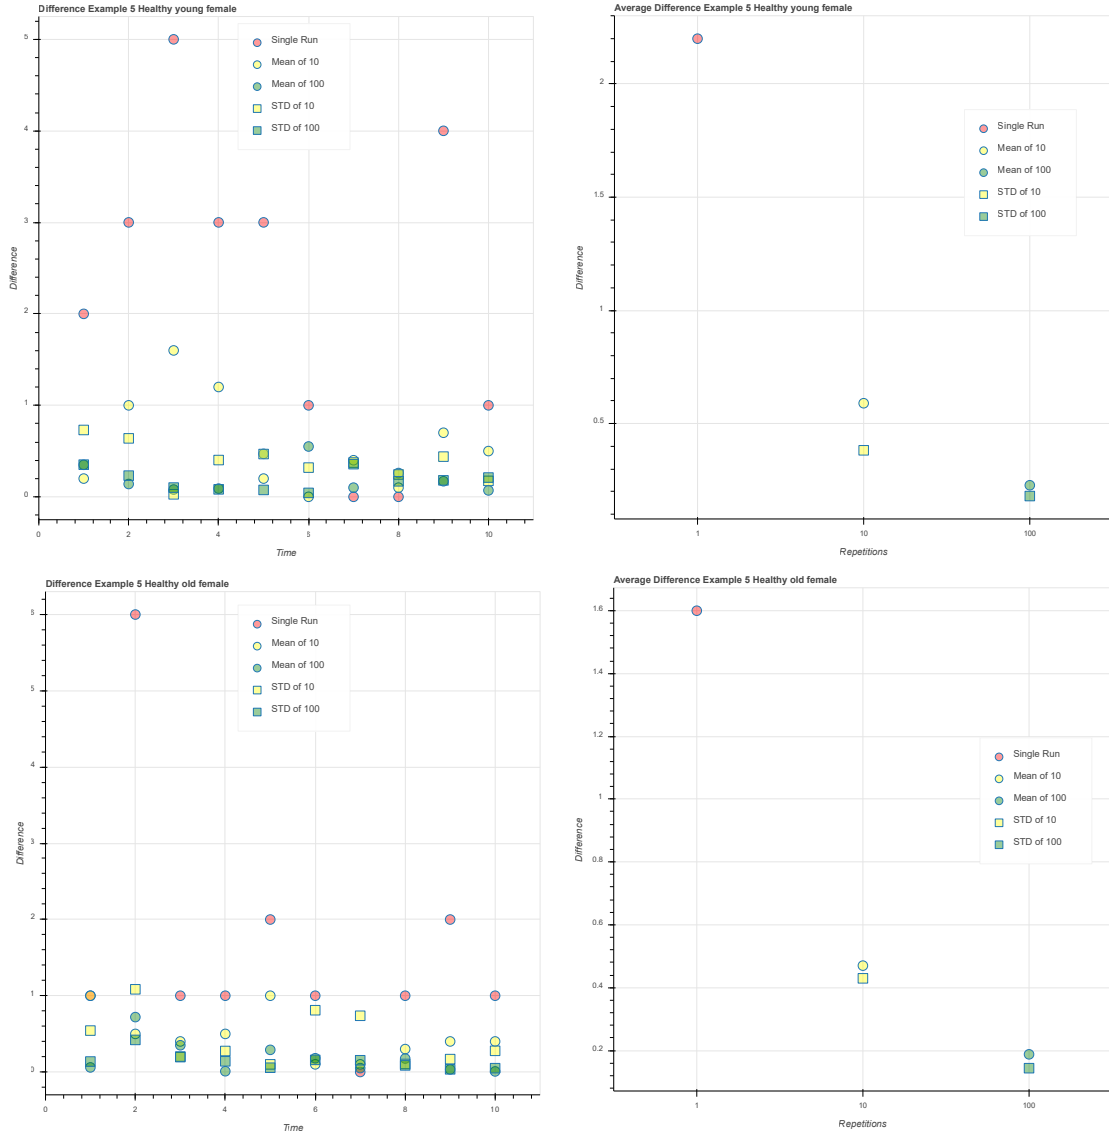 Difference Example 5 Healthy young female
5
4
3
2
1
0
Difference
Single Run
Mean of 10
Mean of 100
STD of 10
STD of 100
0
2
4
6
8
10
Time
Average Difference Example 5 Healthy young female
2
1.5
1
0.5
Difference
Single Run
Mean of 10
Mean of 100
STD of 10
STD of 100
1
10
100
Repetitions
Difference Example 5 Healthy old female
6
5
4
3
2
1
0
Difference
Single Run
Mean of 10
Mean of 100
STD of 10
STD of 100
0
2
4
6
8
10
Time
Average Difference Example 5 Healthy old female
1.6
1.4
1.2
1
0.8
0.6
0.4
0.2
Difference
Single Run
Mean of 10
Mean of 100
STD of 10
STD of 100
1
10
100
Repetitions